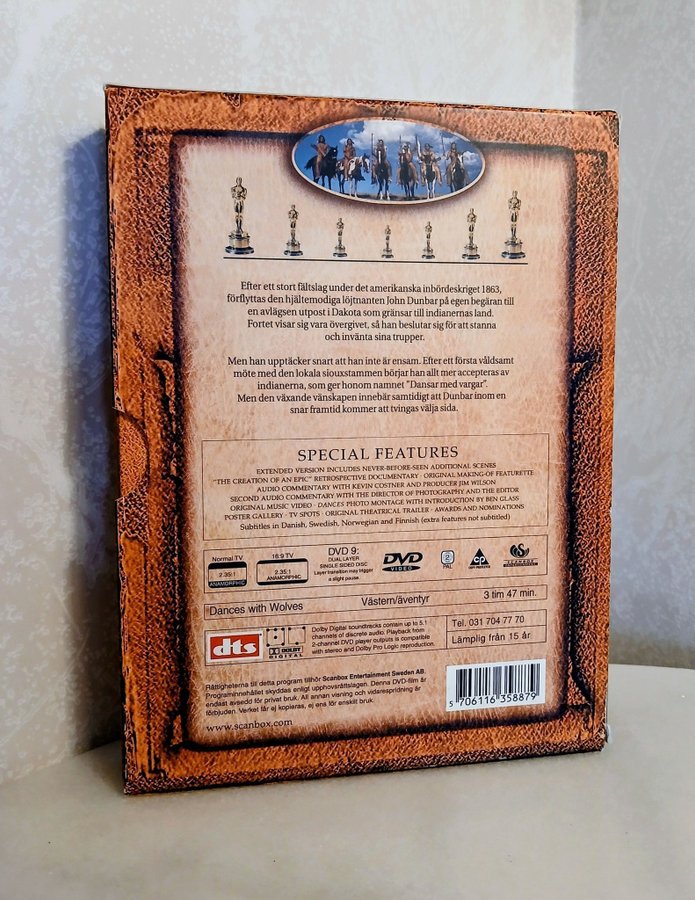 Efter ett stort fältslag under det amerikanska inbördeskriget 1863,
förflyttas den hjältemodiga löjtnanten John Dunbar på egen begäran till
en avlägsen utpost i Dakota som gränsar till indianernas land.
Fortet visar sig vara övergivet, så han beslutar sig för att stanna
och invänta sina trupper.
Men han upptäcker snart att han inte är ensam. Efter ett första våldsamt
möte med den lokala siouxstammen börjar han allt mer accepteras av
indianerna, som ger honom namnet "Dansar med vargar".
Men den växande vänskapen innebär samtidigt att Dunbar inom en
snar framtid kommer att tvingas välja sida.
SPECIAL FEATURES
EXTENDED VERSION INCLUDES NEVER-BEFORE-SEEN ADDITIONAL SCENES
"THE CREATION OF AN EPIC" RETROSPECTIVE DOCUMENTARY · ORIGINAL MAKING-OF FEATURETTE
AUDIO COMMENTARY WITH KEVIN COSTNER AND PRODUCER JIM WILSON
SECOND AUDIO COMMENTARY WITH THE DIRECTOR OF PHOTOGRAPHY AND THE EDITOR
ORIGINAL MUSIC VIDEO · DANCES PHOTO MONTAGE WITH INTRODUCTION BY BEN GLASS
POSTER GALLERY · TV SPOTS · ORIGINAL THEATRICAL TRAILER · AWARDS AND NOMINATIONS
Subtitles in Danish, Swedish, Norwegian and Finnish (extra features not subtitled)
Normal TV
2.35:1
ANAMORPHIC
16:9 TV
2.35:1
ANAMORPHIC
DVD 9:
DUAL LAYER
SINGLE SIDED DISC
Layer transition may trigger
a slight pause.
DVD
VIDEO
2
PAL
CP
Dances with Wolves
Västern/äventyr
3 tim 47 min.
dts
DOLBY
DIGITAL
Dolby Digital soundtracks contain up to 5.1
channels of discrete audio. Playback from
2-channel DVD player outputs is compatible
with stereo and Dolby Pro Logic reproduction.
Tel. 031 704 77 70
Lämplig från 15 år.
Rättigheterna till detta program tillhör Scanbox Entertainment Sweden AB.
Programinnehållet skyddas enligt upphovsrättslagen. Denna DVD-film är
endast avsedd för privat bruk. All annan visning och vidarespridning är
förbjuden. Verket får ej kopieras, ej ens för enskilt bruk.
www.scanbox.com
5 706116 358879